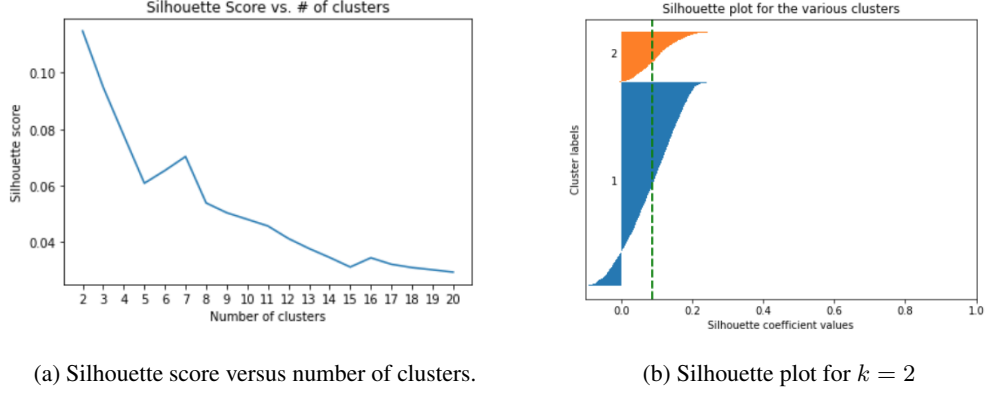 Silhouette Score vs. # of clusters
Silhouette score
0.10
0.08
0.06
0.04
2 3 4 5 6 7 8 9 10 11 12 13 14 15 16 17 18 19 20
Number of clusters
(a) Silhouette score versus number of clusters.
Silhouette plot for the various clusters
Cluster labels
2
1
0.0 0.2 0.4 0.6 0.8 1.0
Silhouette coefficient values
(b) Silhouette plot for k = 2